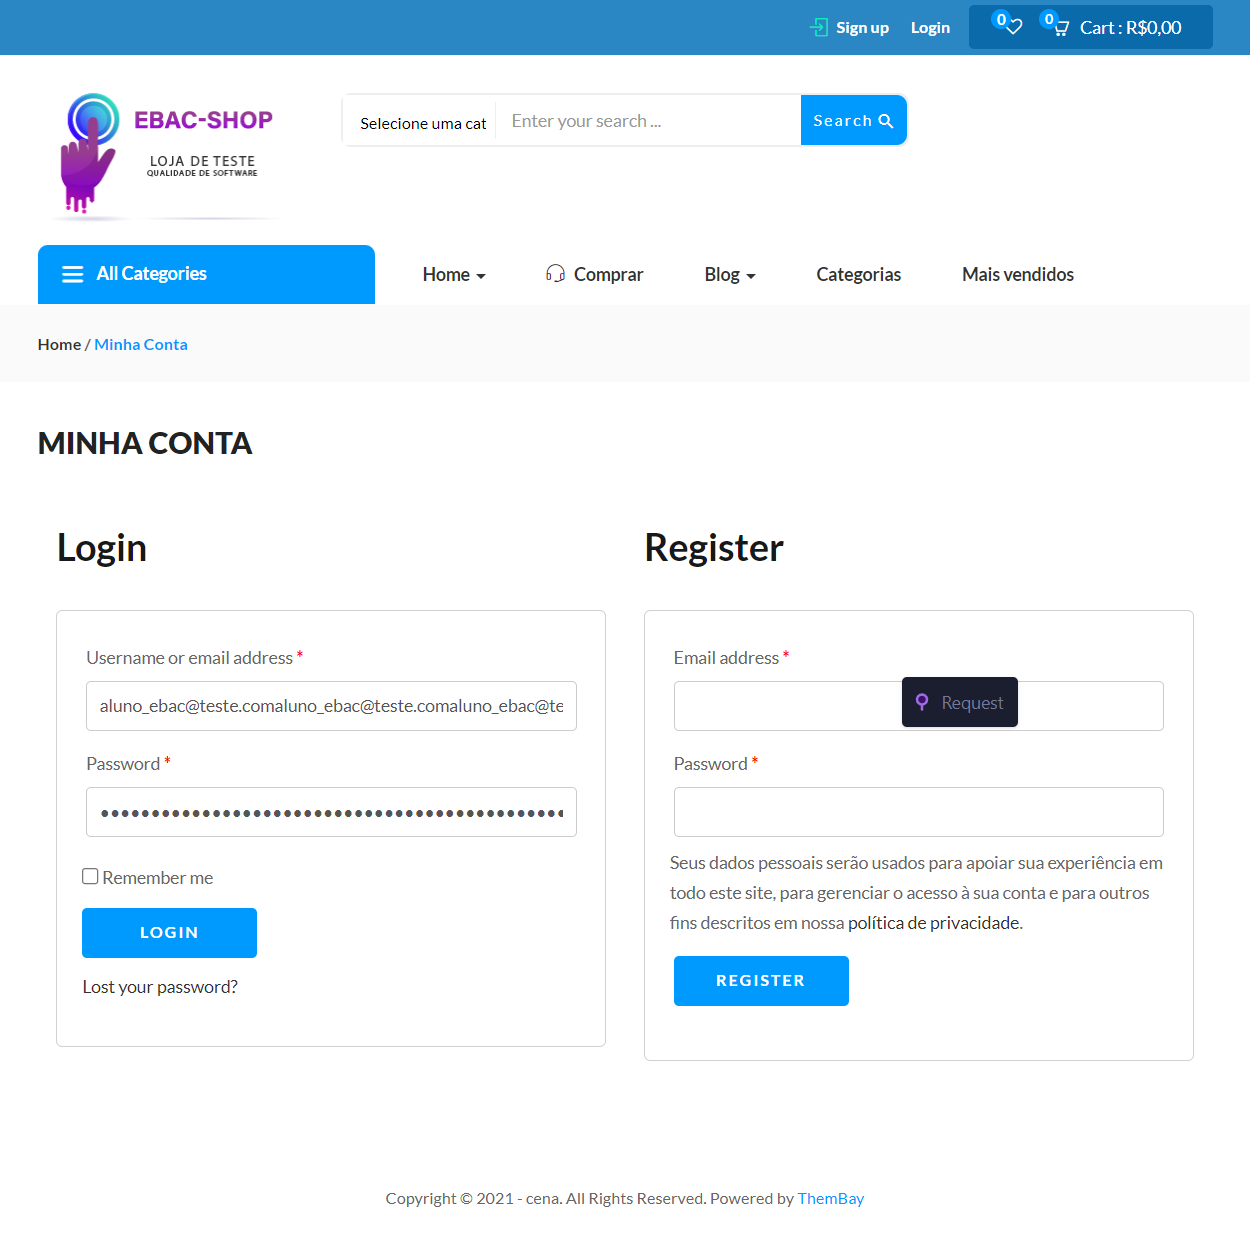 Sign up
Login
0
0
Cart : R$0,00
EBAC-SHOP
LOJA DE TESTE
QUALIDADE DE SOFTWARE
Selecione uma cat
Enter your search ...
Search
All Categories
Home
Comprar
Blog
Categorias
Mais vendidos
Home / Minha Conta
MINHA CONTA
Login
Username or email address *
aluno_ebac@teste.comaluno_ebac@teste.comaluno_ebac@te
Password *
Remember me
LOGIN
Lost your password?
Register
Email address *
Request
Password *
Seus dados pessoais serão usados para apoiar sua experiência em
todo este site, para gerenciar o acesso à sua conta e para outros
fins descritos em nossa política de privacidade.
REGISTER
Copyright © 2021 - cena. All Rights Reserved. Powered by ThemBay